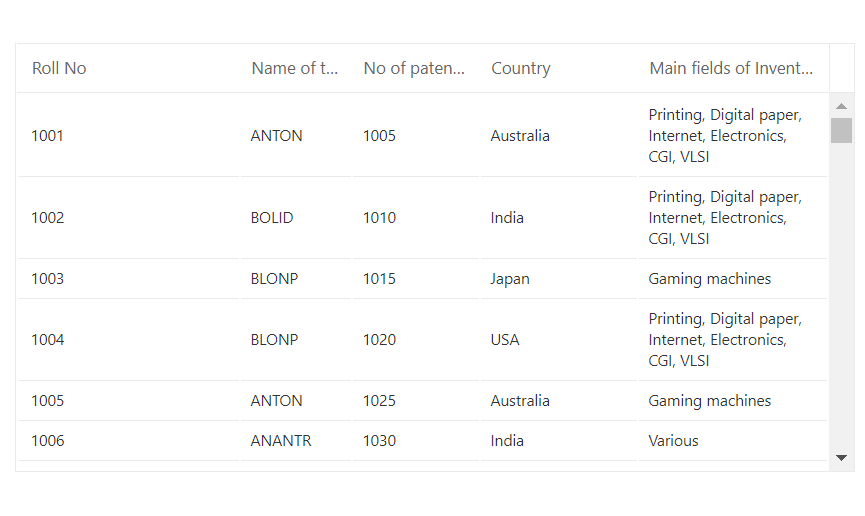 Roll No Name of t... No of paten... Country Main fields of Invent...
1001 ANTON 1005 Australia Printing, Digital paper,
Internet, Electronics,
CGI, VLSI
1002 BOLID 1010 India Printing, Digital paper,
Internet, Electronics,
CGI, VLSI
1003 BLONP 1015 Japan Gaming machines
1004 BLONP 1020 USA Printing, Digital paper,
Internet, Electronics,
CGI, VLSI
1005 ANTON 1025 Australia Gaming machines
1006 ANANTR 1030 India Various